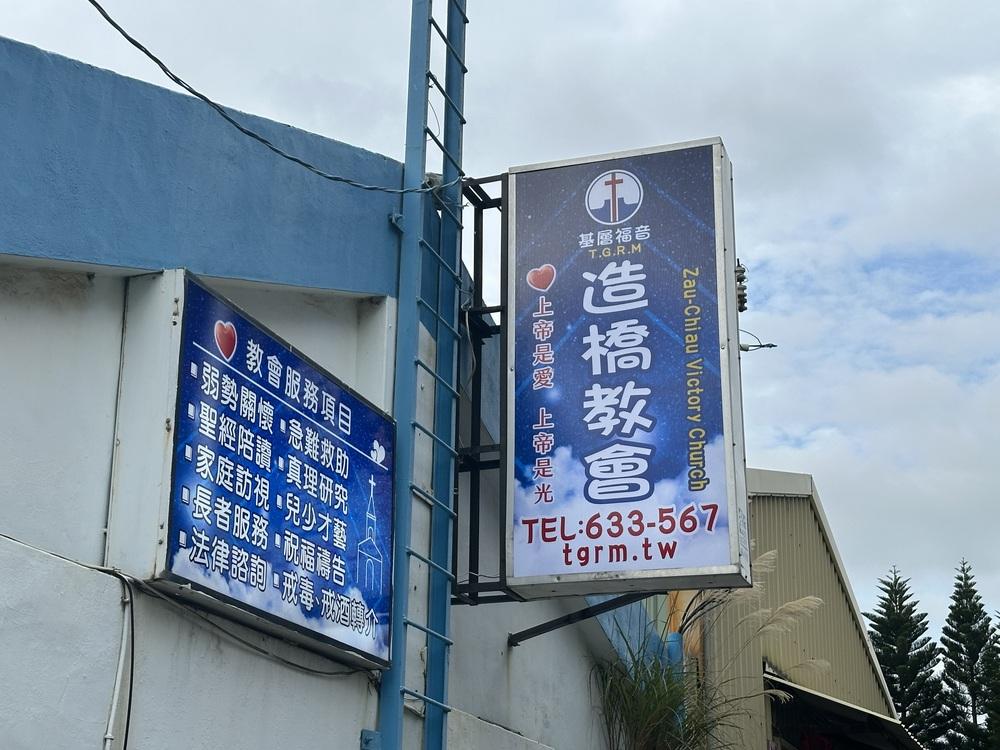 教會服務項目
弱勢關懷
急難救助
聖經陪讀
真理研究
家庭訪視
兒少才藝
長者服務
祝福禱告
法律諮詢
戒毒、戒酒轉介
基層福音
T.G.R.M
造橋教會
上帝是愛 上帝是光
Zau-Chiau Victory Church
TEL:633-567
tgrm.tw